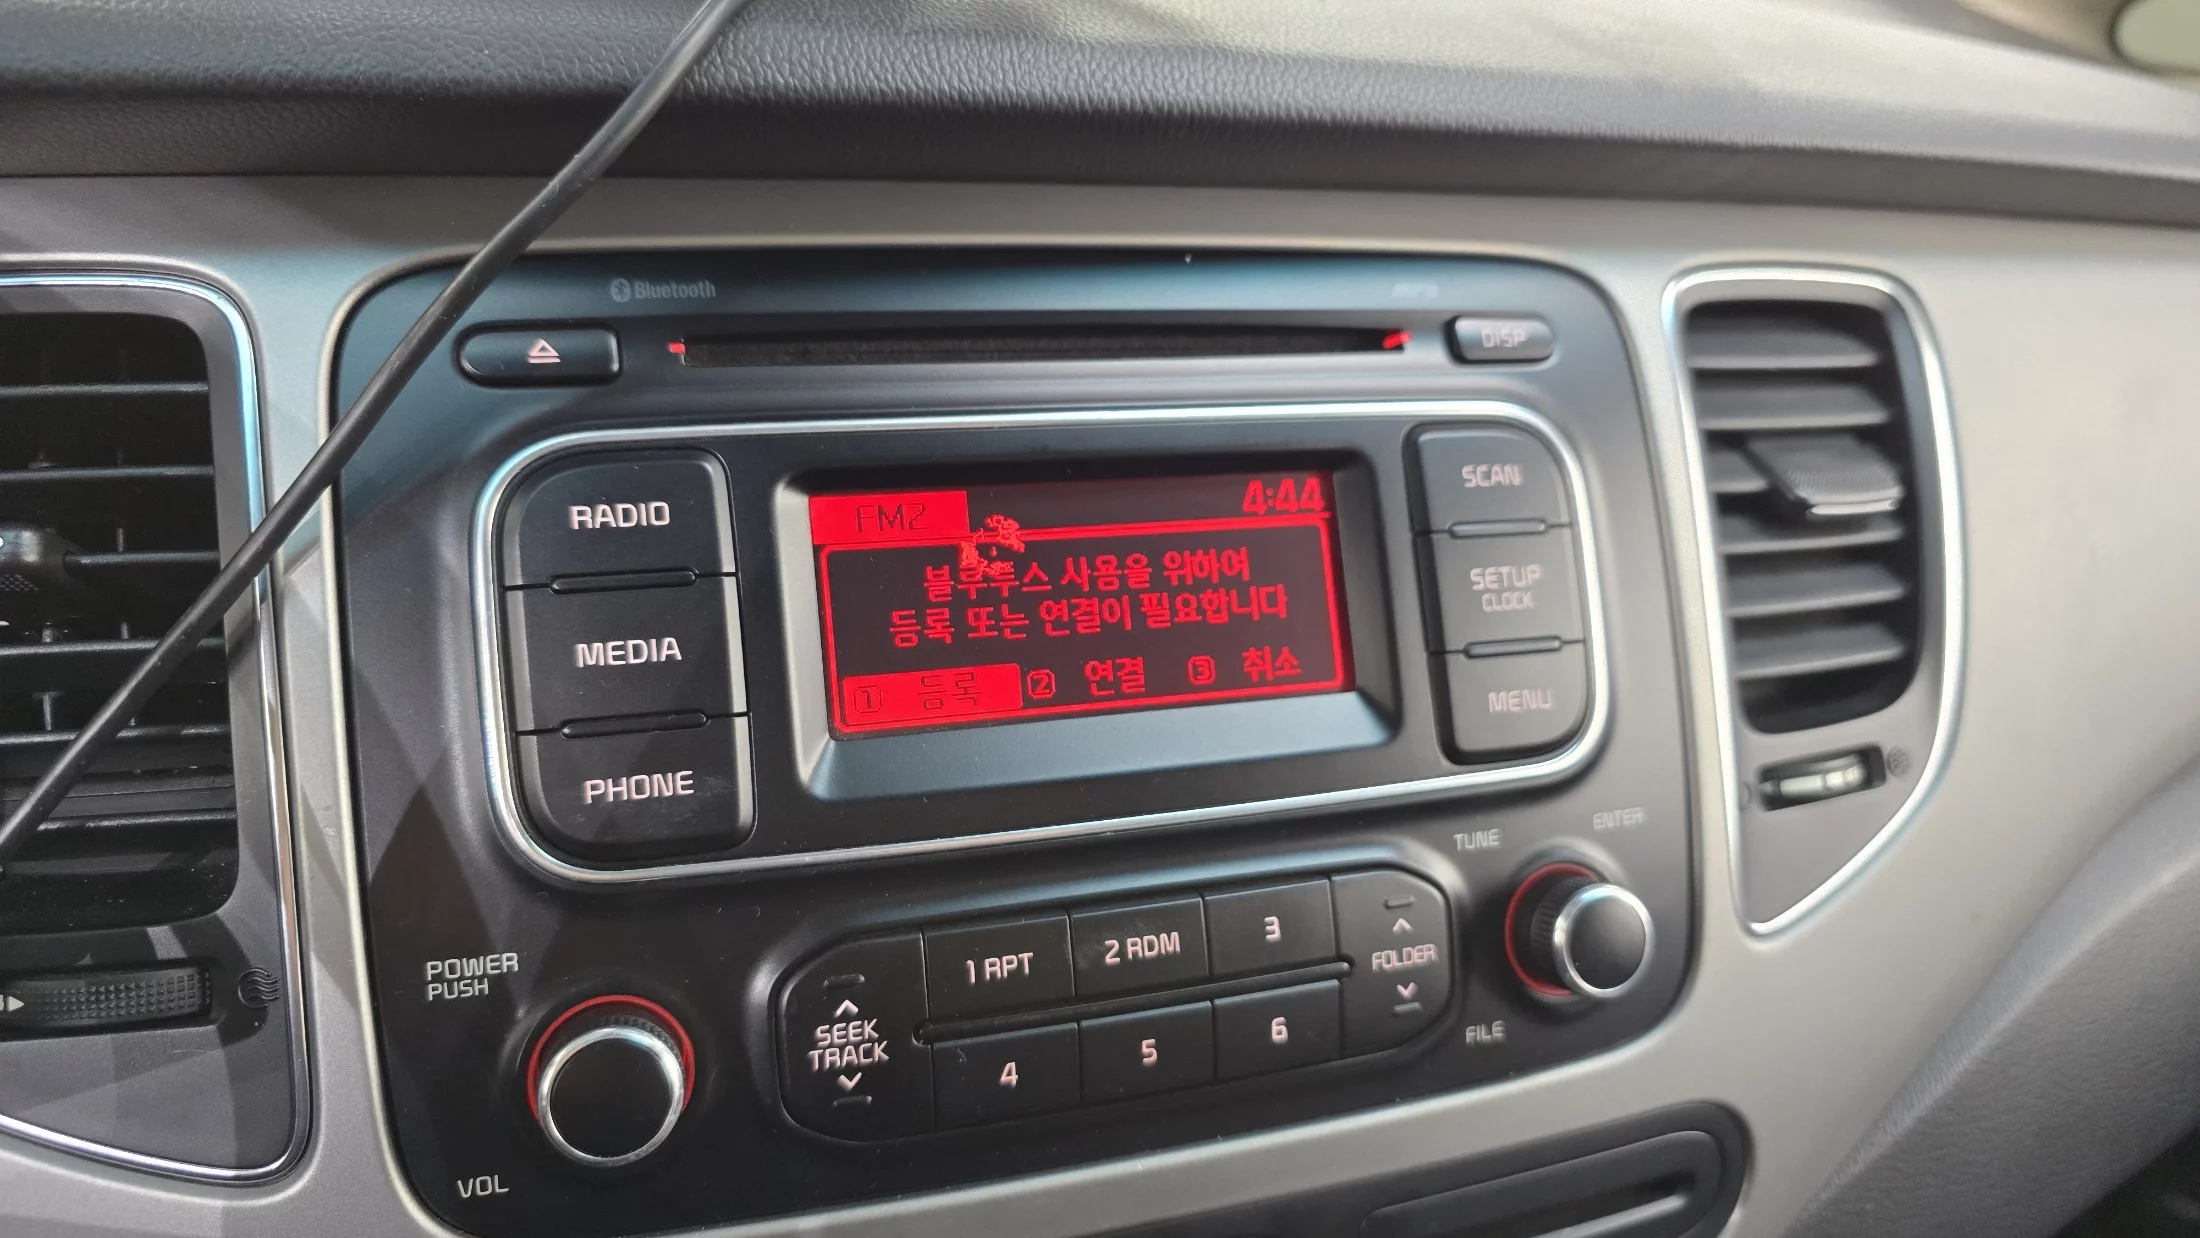 Bluetooth
DISP
RADIO
MEDIA
PHONE
FM2
4:44
블루투스 사용을 위하여
등록 또는 연결이 필요합니다
① 등록 ② 연결 ③ 취소
SCAN
SETUP
CLOCK
MENU
POWER
PUSH
VOL
SEEK
TRACK
1 RPT
2 RDM
3
4
5
6
FOLDER
TUNE
ENTER
FILE